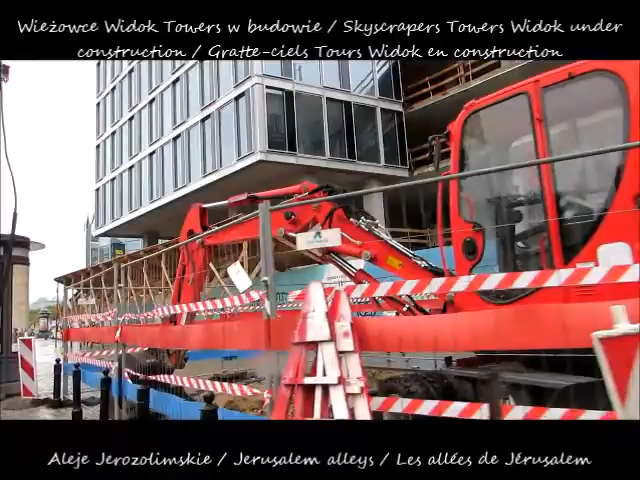 Wieżowce Widok Towers w budowie / Skyscrapers Towers Widok under
construction / Gratte-ciels Tours Widok en construction
Aleje Jerozolimskie / Jerusalem alleys / Les allées de Jérusalem